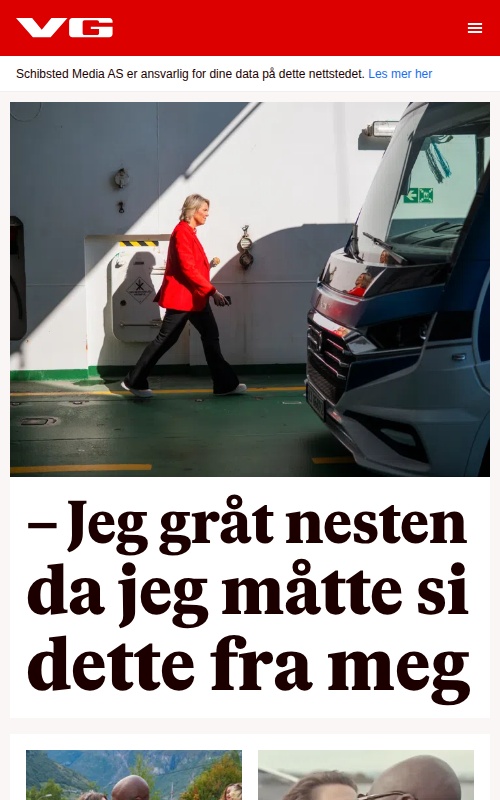 VG
Schibsted Media AS er ansvarlig for dine data på dette nettstedet. Les mer her
– Jeg gråt nesten
da jeg måtte si
dette fra meg